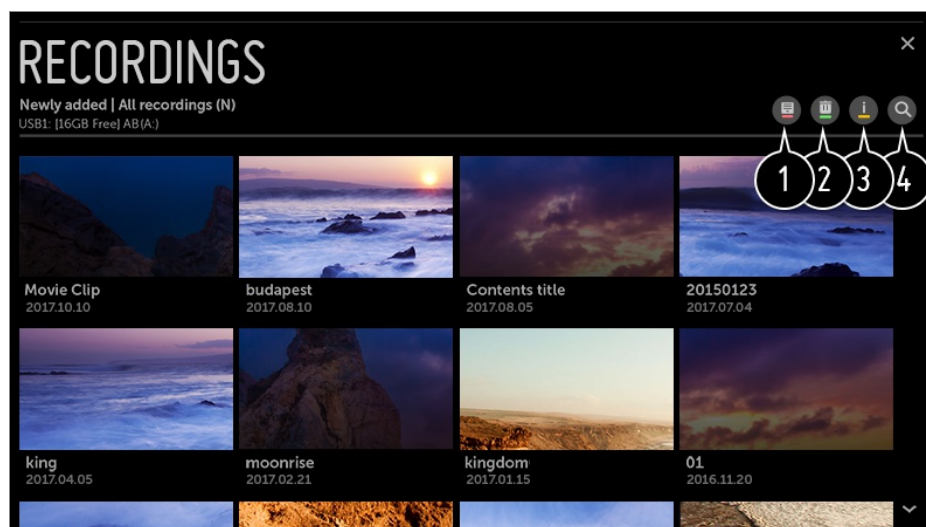 RECORDINGS
Newly added | All recordings (N)
USB1: [16GB Free] AB(A:)
1 2 3 4
Movie Clip
2017.10.10
budapest
2017.08.10
Contents title
2017.08.05
20150123
2017.07.04
king
2017.04.05
moonrise
2017.02.21
kingdom
2017.01.15
01
2016.11.20